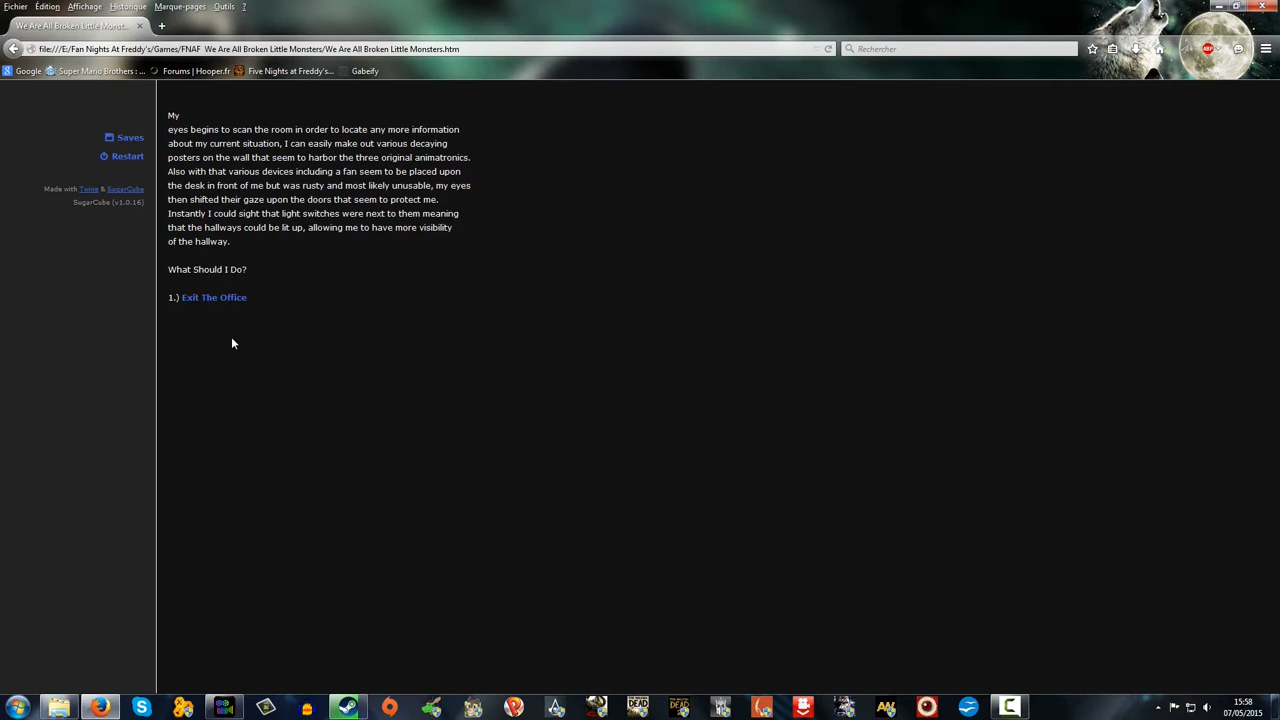 Fichier Édition Affichage Historique Marque-pages Outils ?
We Are All Broken Little Monst... × +
file:///E:/Fan Nights At Freddy's/Games/FNAF We Are All Broken Little Monsters/We Are All Broken Little Monsters.htm
Rechercher
ABP
Google Super Mario Brothers : ... Forums | Hooper.fr Five Nights at Freddy's... Gabeify
Saves
Restart
Made with Twine & SugarCube
SugarCube (v1.0.16)
My
eyes begins to scan the room in order to locate any more information
about my current situation, I can easily make out various decaying
posters on the wall that seem to harbor the three original animatronics.
Also with that various devices including a fan seem to be placed upon
the desk in front of me but was rusty and most likely unusable, my eyes
then shifted their gaze upon the doors that seem to protect me.
Instantly I could sight that light switches were next to them meaning
that the hallways could be lit up, allowing me to have more visibility
of the hallway.
What Should I Do?
1.) Exit The Office
15:58
07/05/2015